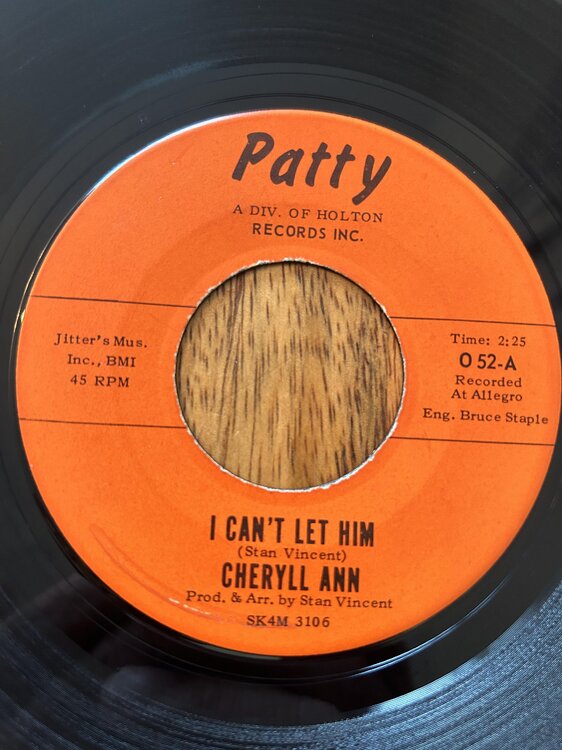 Patty
A DIV. OF HOLTON
RECORDS INC.
Jitter's Mus.
Inc., BMI
45 RPM
Time: 2:25
O 52-A
Recorded
At Allegro
Eng. Bruce Staple
I CAN'T LET HIM
(Stan Vincent)
CHERYLL ANN
Prod. & Arr. by Stan Vincent
SK4M 3106